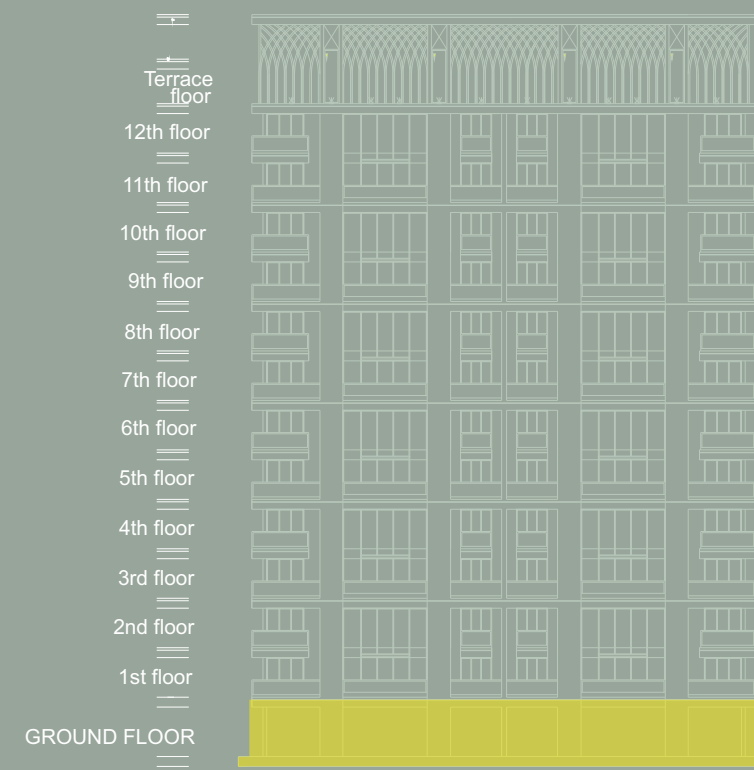 Terrace
floor
12th floor
11th floor
10th floor
9th floor
8th floor
7th floor
6th floor
5th floor
4th floor
3rd floor
2nd floor
1st floor
GROUND FLOOR